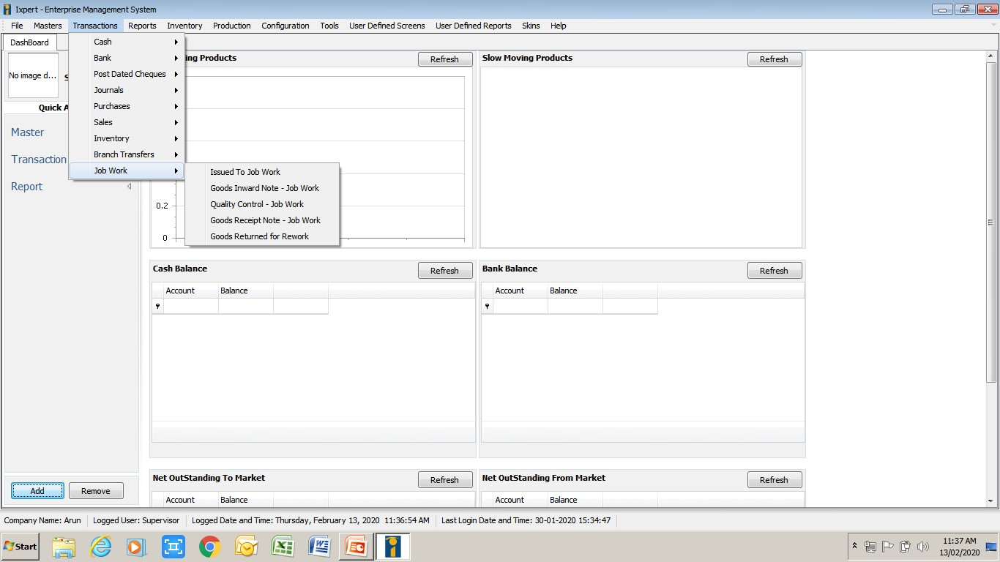 Ixpert - Enterprise Management System
File Masters Transactions Reports Inventory Production Configuration Tools User Defined Screens User Defined Reports Skins Help
DashBoard
No image d...
Quick A
Master
Transaction
Report
Cash
Bank
Post Dated Cheques
Journals
Purchases
Sales
Inventory
Branch Transfers
Job Work
Issued To Job Work
Goods Inward Note - Job Work
Quality Control - Job Work
Goods Receipt Note - Job Work
Goods Returned for Rework
ing Products Refresh
0.2
0
Slow Moving Products Refresh
Cash Balance Refresh
Account Balance
Bank Balance Refresh
Account Balance
Net OutStanding To Market Refresh
Account Balance
Net OutStanding From Market Refresh
Account Balance
Add Remove
Company Name: Arun Logged User: Supervisor Logged Date and Time: Thursday, February 13, 2020 11:36:54 AM Last Login Date and Time: 30-01-2020 15:34:47
Start
11:37 AM
13/02/2020